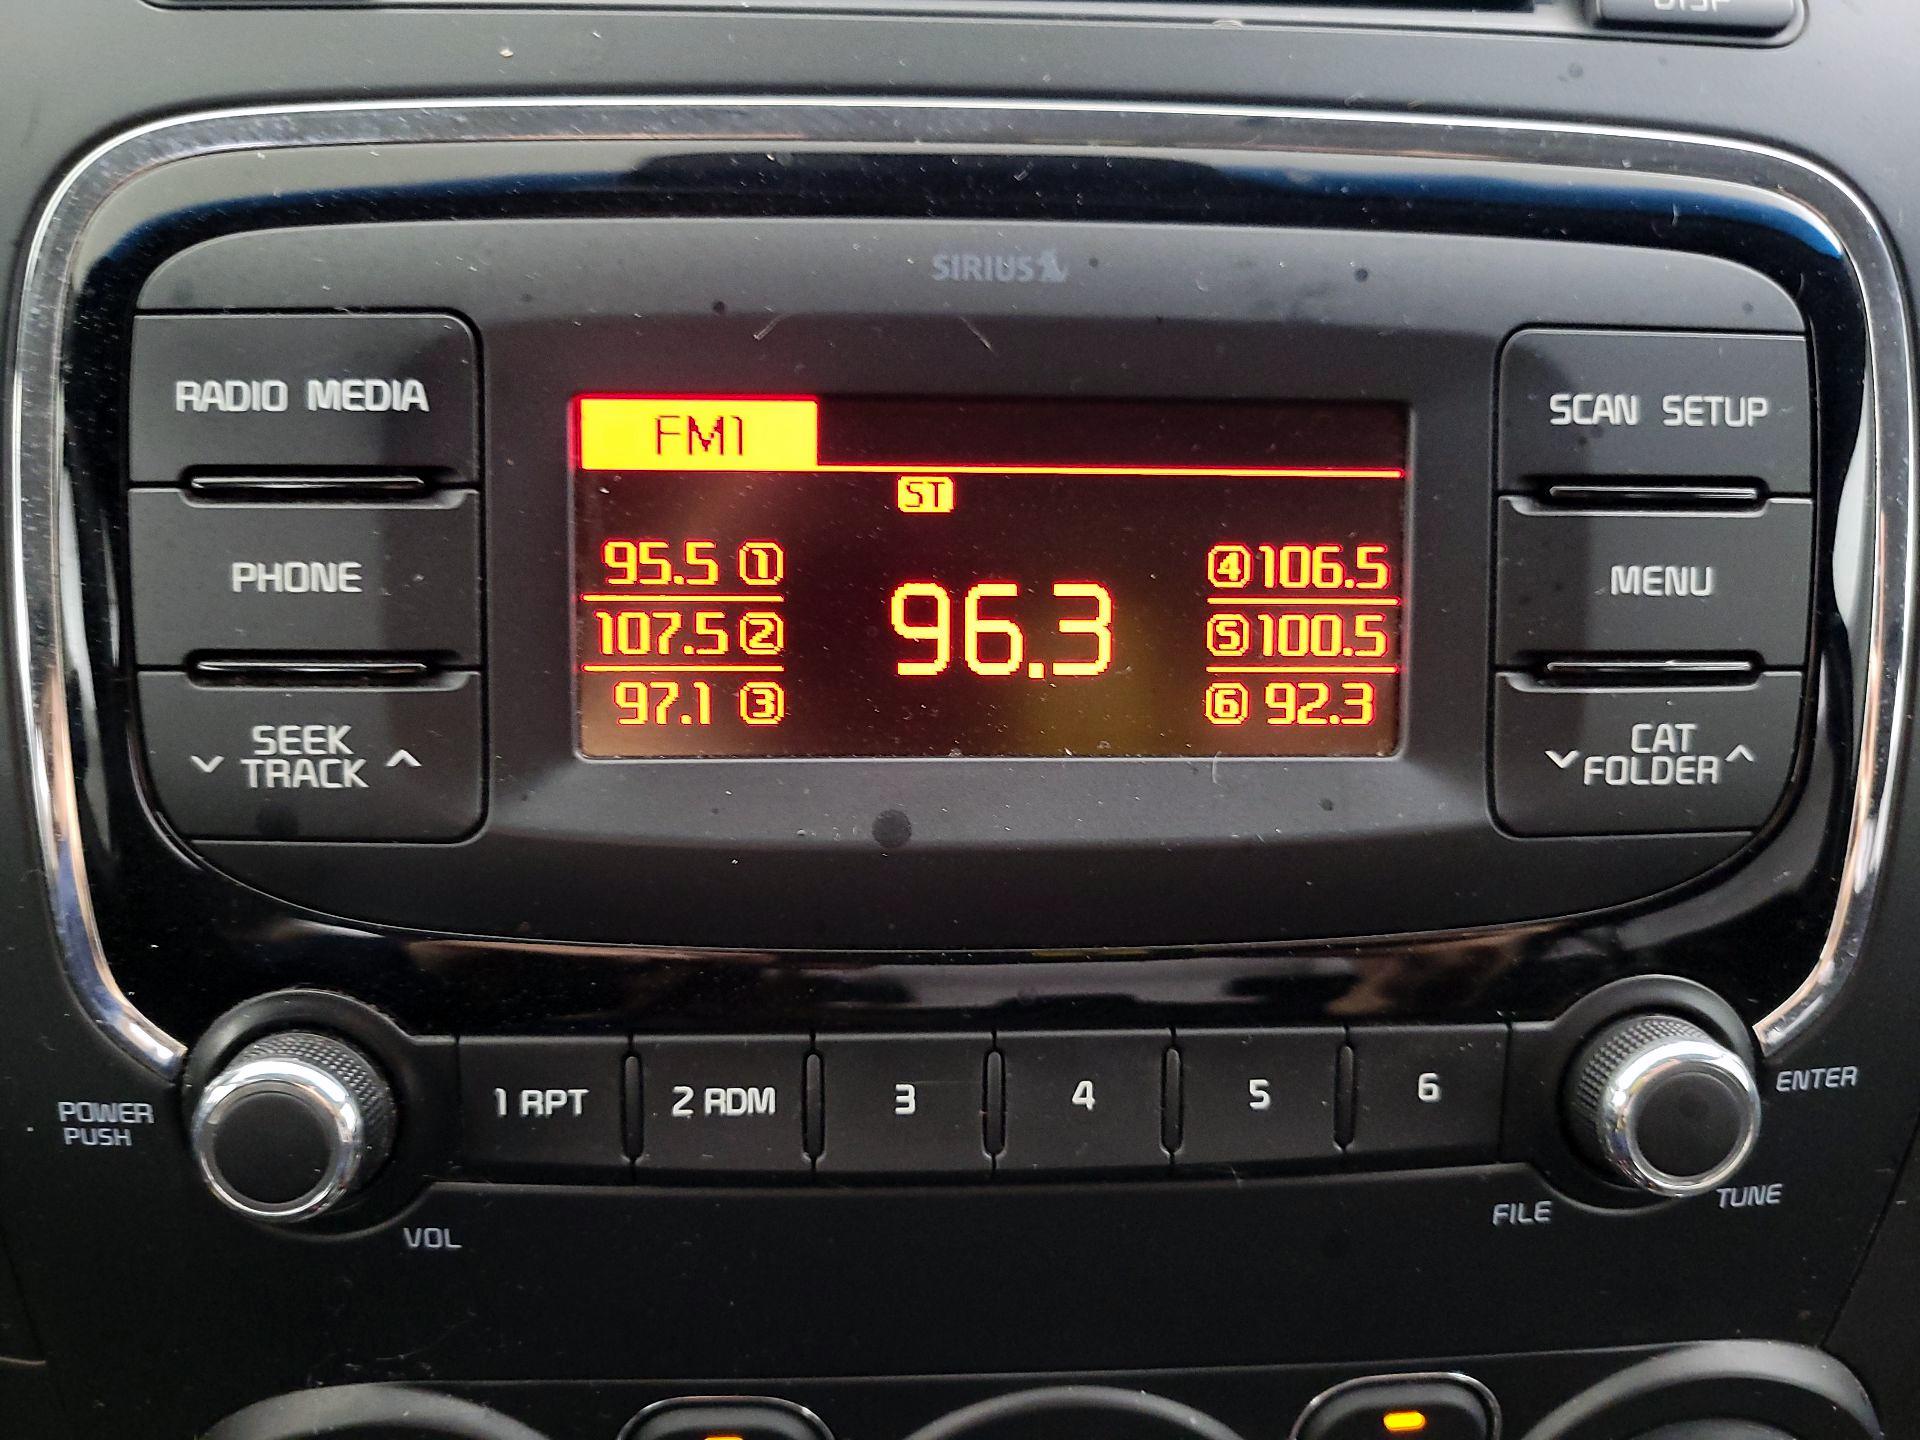 DISP
SIRIUS
RADIO MEDIA
PHONE
SEEK
TRACK
FM1
ST
95.5 1
107.5 2
97.1 3
96.3
4 106.5
5 100.5
6 92.3
SCAN SETUP
MENU
CAT
FOLDER
POWER
PUSH
VOL
1 RPT
2 RDM
3
4
5
6
ENTER
TUNE
FILE